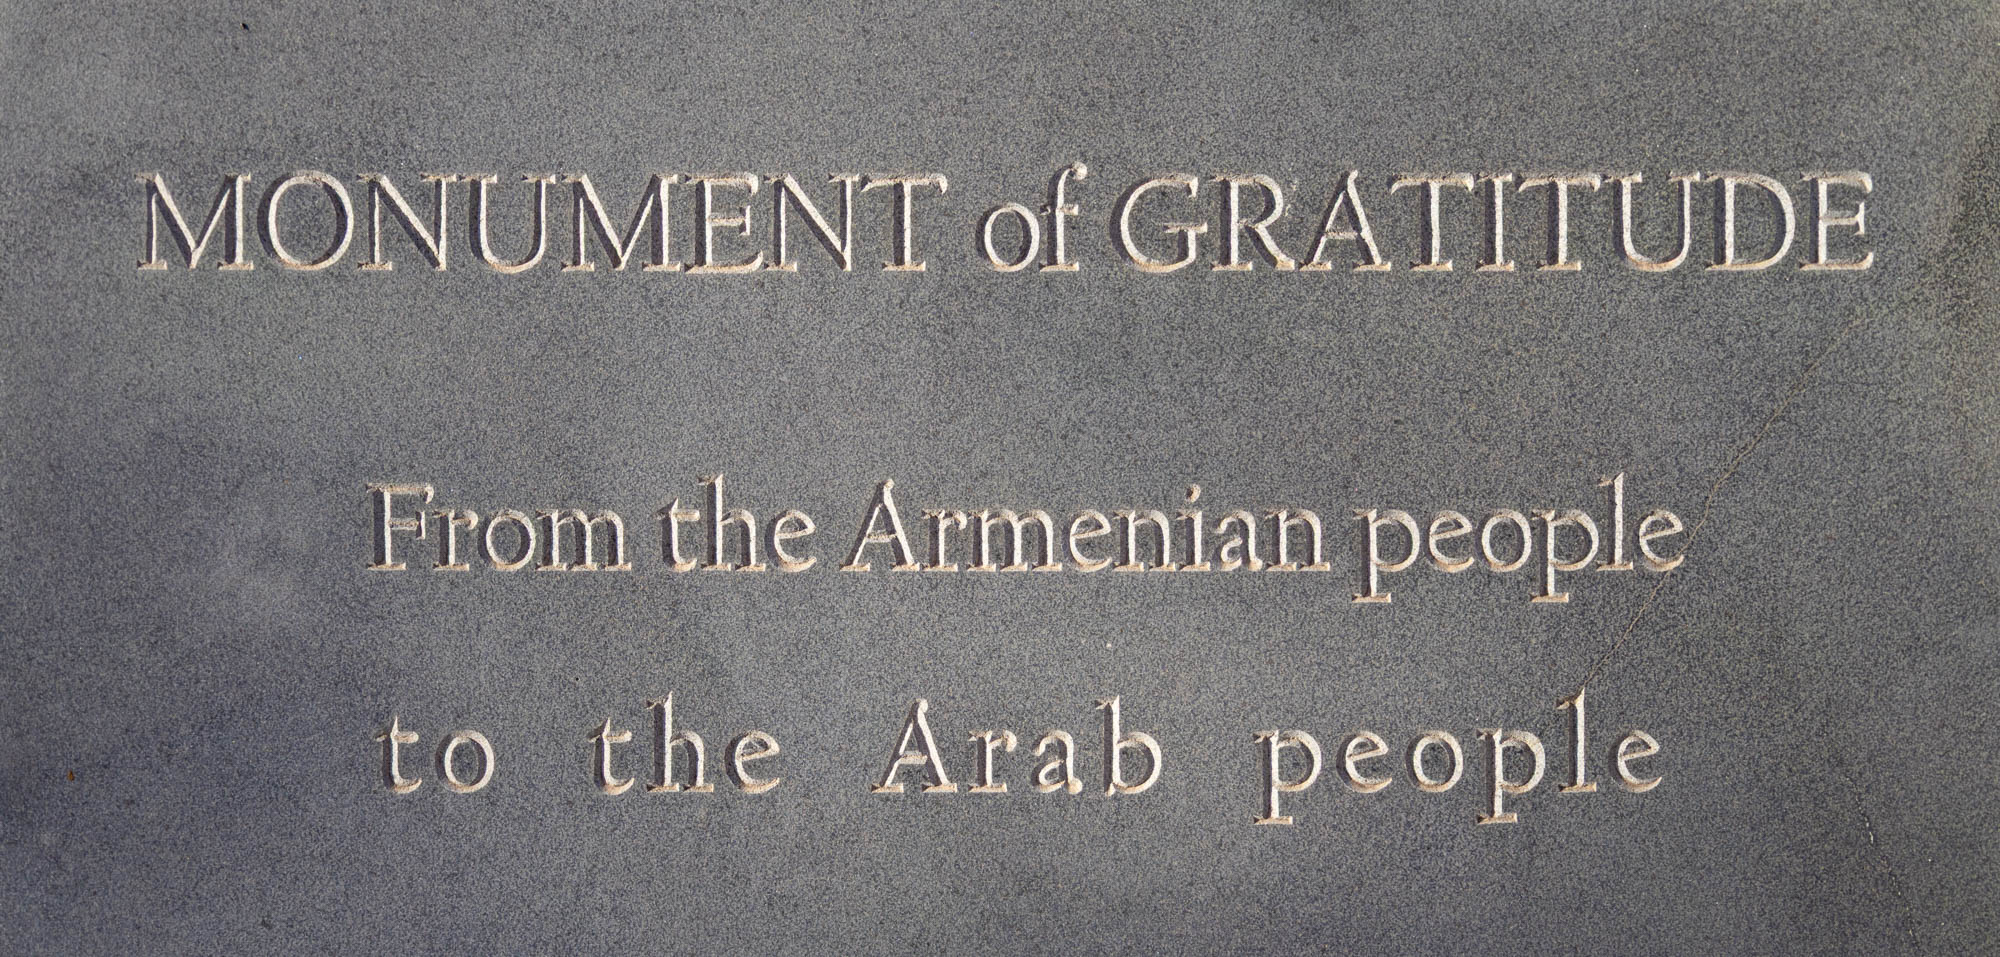 MONUMENT of GRATITUDE
From the Armenian people
to the Arab people